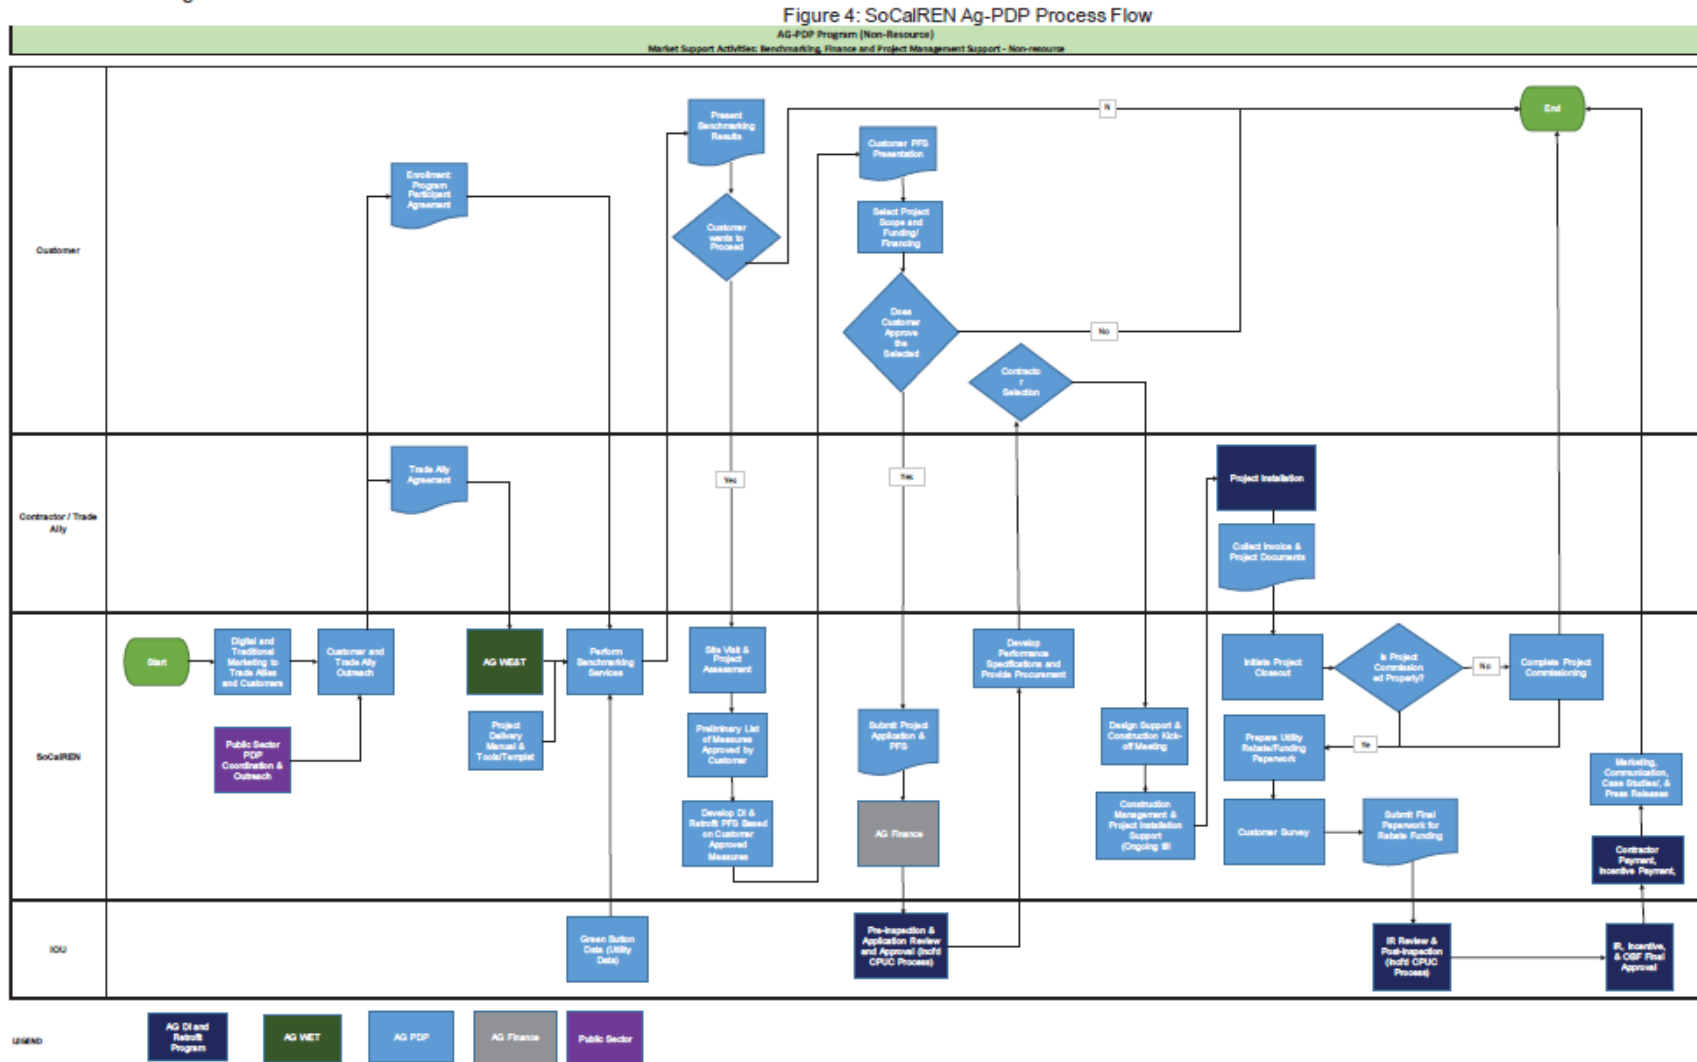 Figure 4: SoCalREN Ag-PDP Process Flow
AG-PDP Program (Non-Resource)
Market Support Activities: Benchmarking, Finance and Project Management Support - Non-resource
Customer
Enrollment:
Program
Participant
Agreement
Present
Benchmarking
Results
Customer
wants to
Proceed
N
Customer PFS
Presentation
Select Project
Scope and
Funding/
Financing
Does
Customer
Approve
the
Selected
No
Contracto
r
Selection
End
Contractor / Trade
Ally
Trade Ally
Agreement
Yes
Yes
Project Installation
Collect Invoice &
Project Documents
SoCalREN
Start
Digital and
Traditional
Marketing to
Trade Allies
and Customers
Customer and
Trade Ally
Outreach
Public Sector
PDP
Coordination &
Outreach
AG WE&T
Project
Delivery
Manual &
Tools/Templat
Perform
Benchmarking
Services
Site Visit &
Project
Assessment
Preliminary List
of Measures
Approved by
Customer
Develop DI &
Retrofit PFS Based
on Customer
Approved
Measures
Submit Project
Application &
PFS
AG Finance
Develop
Performance
Specifications and
Provide Procurement
Design Support &
Construction Kick-
off Meeting
Construction
Management &
Project Installation
Support
(Ongoing till
Initiate Project
Closeout
Is Project
Commission
ed Properly?
No
Complete Project
Commissioning
Ye
Prepare Utility
Rebate/Funding
Paperwork
Customer Survey
Submit Final
Paperwork for
Rebate Funding
Marketing,
Communication,
Case Studies/, &
Press Releases
Contractor
Payment,
Incentive Payment,
IOU
Green Button
Data (Utility
Data)
Pre-Inspection &
Application Review
and Approval (Incl'd
CPUC Process)
IR Review &
Post-Inspection
(Incl'd CPUC
Process)
IR, Incentive,
& OBF Final
Approval
LEGEND
AG DI and
Retrofit
Program
AG WET
AG PDP
AG Finance
Public Sector